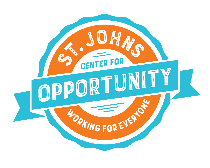 ST. JOHNS
CENTER FOR
OPPORTUNITY
WORKING FOR EVERYONE